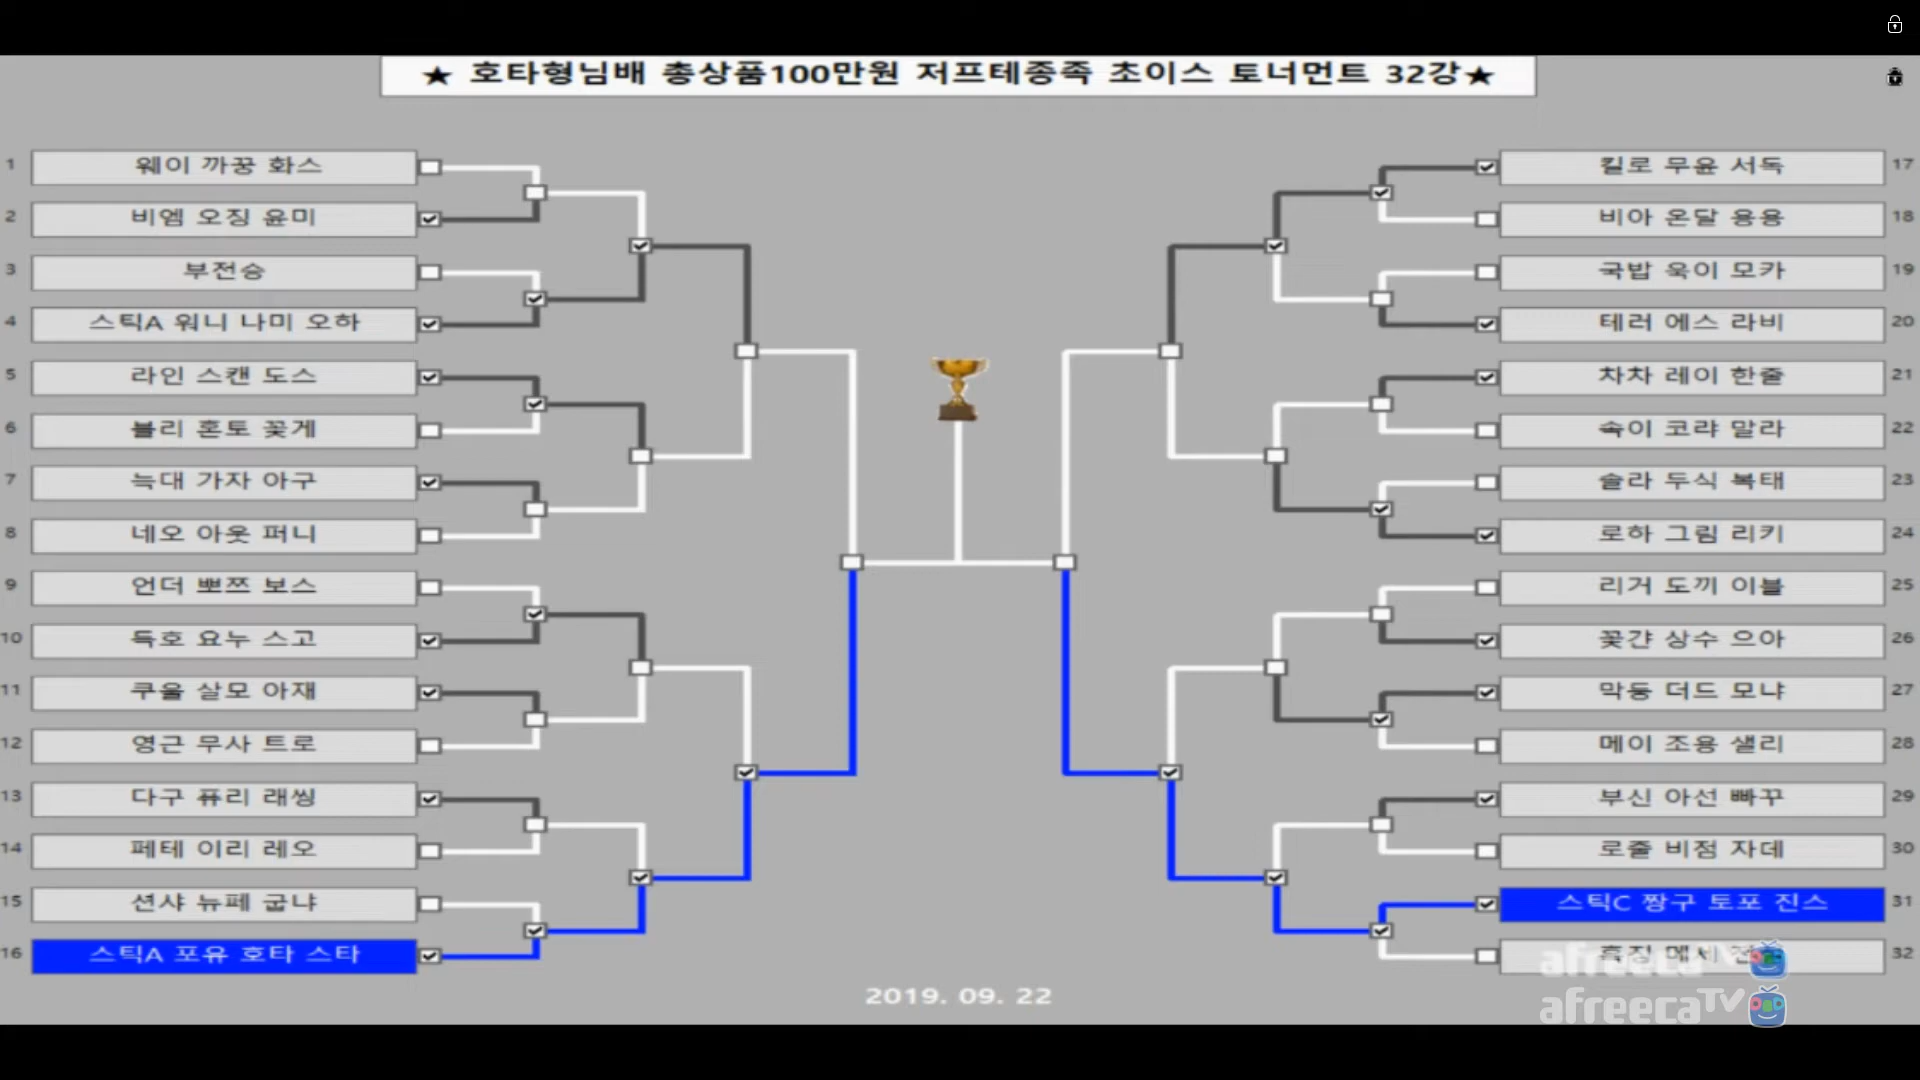 ★ 호타형님배 총상품100만원 저프테종족 초이스 토너먼트 32강★
1 웨이 까꿍 화스
2 비엠 오징 윤미
3 부전승
4 스틱A 워니 나미 오하
5 라인 스캔 도스
6 블리 혼토 꽃게
7 늑대 가자 아구
8 네오 아웃 퍼니
9 언더 뽀쯔 보스
10 득호 요누 스고
11 쿠울 살모 아재
12 영근 무사 트로
13 다구 퓨리 래씽
14 페테 이리 레오
15 션샤 뉴페 굽냐
16 스틱A 포유 호타 스타
17 킬로 무윤 서독
18 비아 온달 용용
19 국밥 욱이 모카
20 테러 에스 라비
21 차차 레이 한줄
22 속이 코랴 말라
23 솔라 두식 복태
24 로하 그림 리키
25 리거 도끼 이블
26 꽃갼 상수 으아
27 막둥 더드 모냐
28 메이 조용 샐리
29 부신 아선 빠꾸
30 로줄 비점 자데
31 스틱C 짱구 토포 진스
32
2019. 09. 22
afreecaTV
afreecaTV